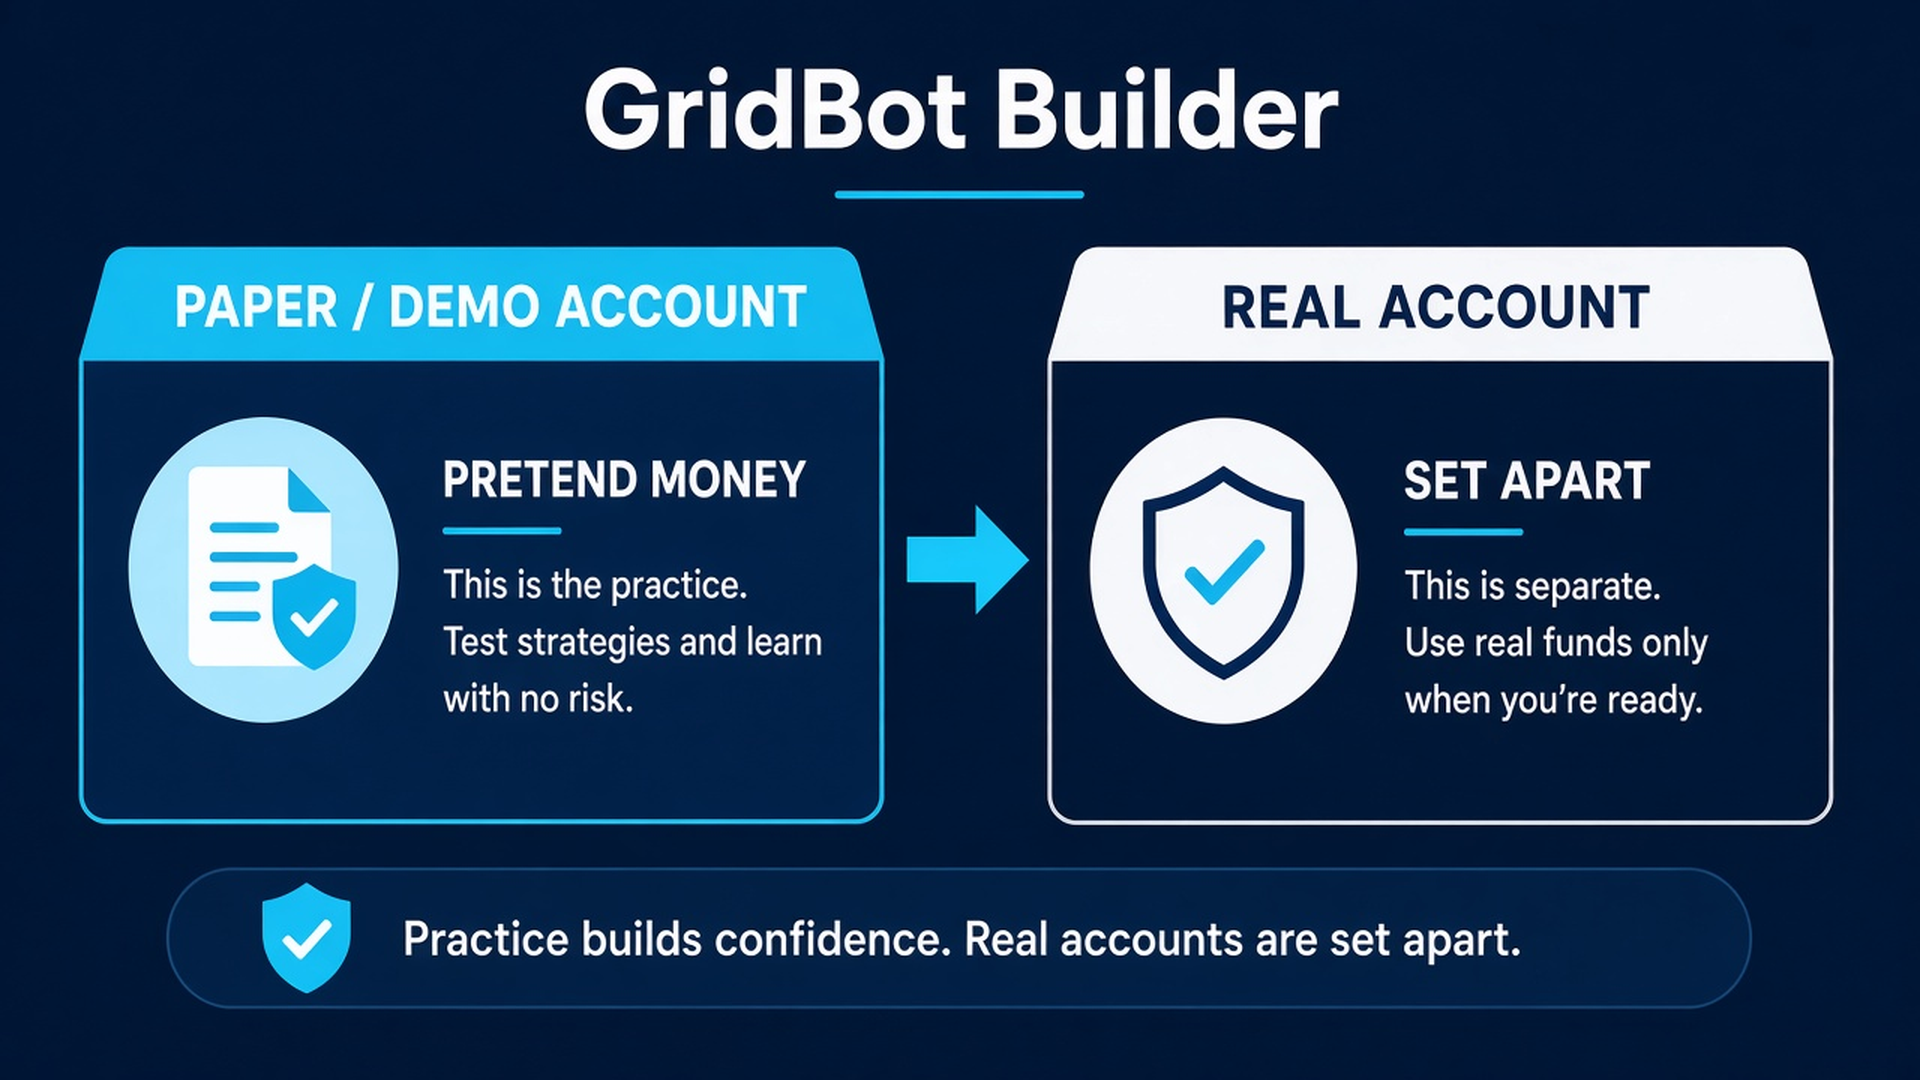 GridBot Builder
PAPER / DEMO ACCOUNT
PRETEND MONEY
This is the practice.
Test strategies and learn
with no risk.
REAL ACCOUNT
SET APART
This is separate.
Use real funds only
when you’re ready.
Practice builds confidence. Real accounts are set apart.